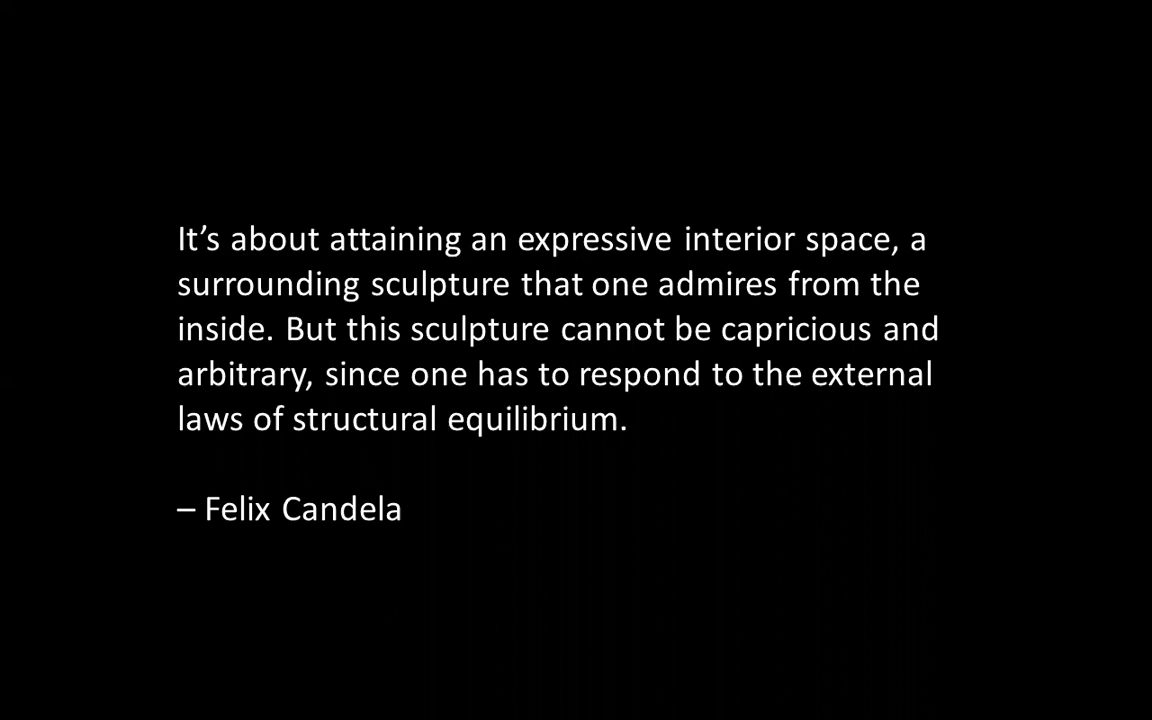 It’s about attaining an expressive interior space, a
surrounding sculpture that one admires from the
inside. But this sculpture cannot be capricious and
arbitrary, since one has to respond to the external
laws of structural equilibrium.
– Felix Candela